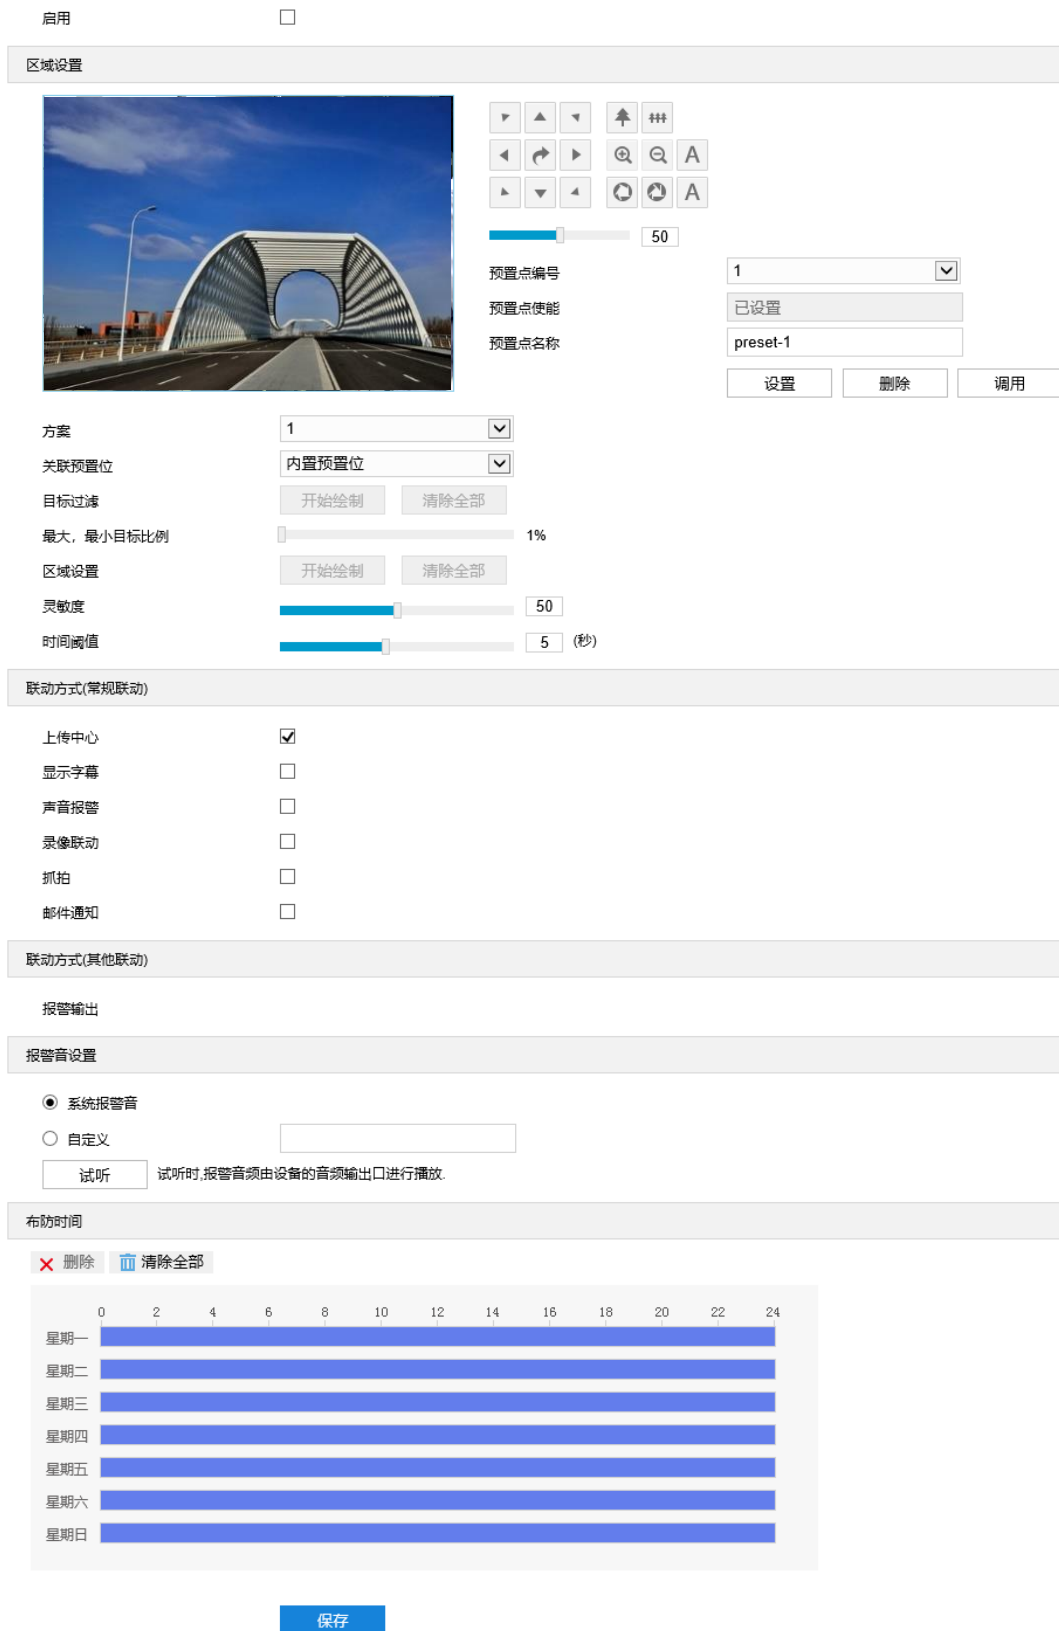 启用
区域设置
A
A
50
预置点编号 1
预置点使能 已设置
预置点名称 preset-1
设置 删除 调用
方案 1
关联预置位 内置预置位
目标过滤 开始绘制 清除全部
最大，最小目标比例 1%
区域设置 开始绘制 清除全部
灵敏度 50
时间阈值 5 (秒)
联动方式(常规联动)
上传中心
显示字幕
声音报警
录像联动
抓拍
邮件通知
联动方式(其他联动)
报警输出
报警音设置
系统报警音
自定义
试听 试听时,报警音频由设备的音频输出口进行播放.
布防时间
删除 清除全部
0 2 4 6 8 10 12 14 16 18 20 22 24
星期一
星期二
星期三
星期四
星期五
星期六
星期日
保存